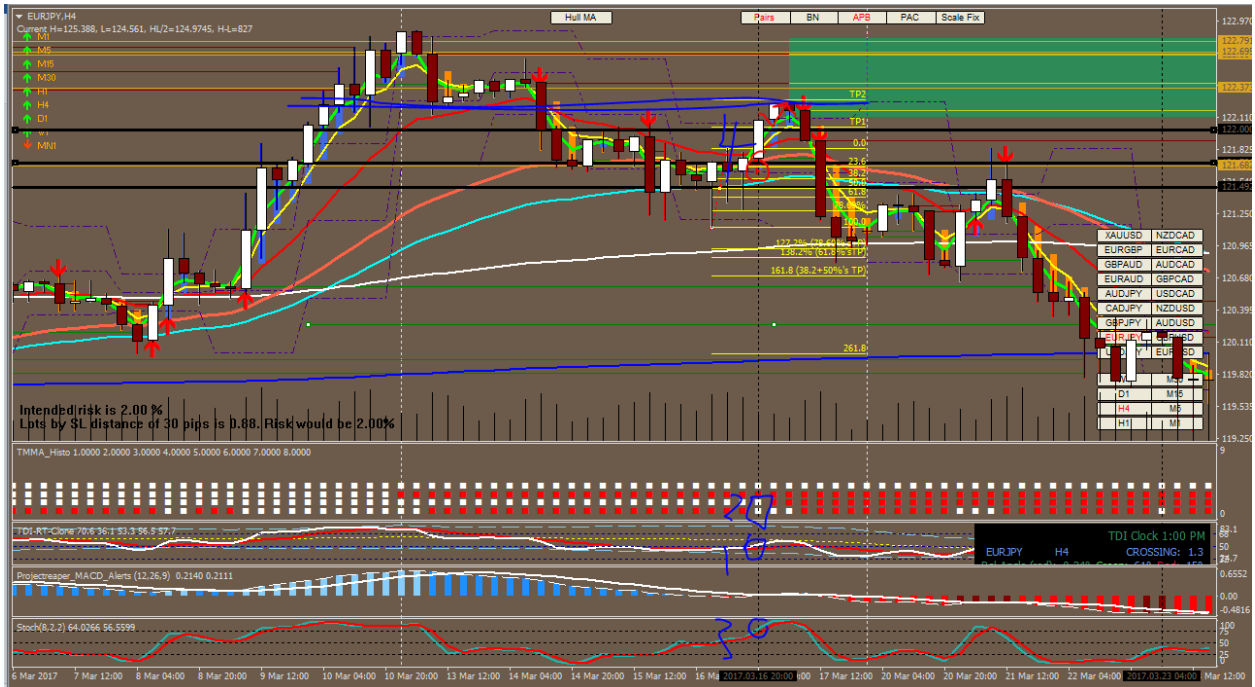 EURJPY,H4
Hull MA
Pairs BN APB PAC Scale Fix
Current H=125.388, L=124.561, HL/2=124.9745, H-L=827
M1
M5
M15
M30
H1
H4
D1
W1
MN1
122.970
122.791
122.695
122.373
122.110
122.000
121.825
121.682
121.492
121.250
120.965
120.680
120.395
120.110
119.820
119.535
119.250
TP2
TP1
0.0
23.6
38.2
50.0
61.8
78.60%
100.0
127.2% (78.60%'s TP)
138.2% (61.8%'s TP)
161.8 (38.2+50%'s TP)
261.8
4
XAUUSD NZDCAD
EURGBP EURCAD
GBPAUD AUDCAD
EURAUD GBPCAD
AUDJPY USDCAD
CADJPY NZDUSD
GBPJPY AUDUSD
EURJPY
D1 M15
H4 M5
H1 M1
Intended risk is 2.00 %
Lots by SL distance of 30 pips is 0.88. Risk would be 2.00%
TMMA_Histo 1.0000 2.0000 3.0000 4.0000 5.0000 6.0000 7.0000 8.0000
9
0
2
TDI-RT-Clone 70.6 36.1 53.3 56.5 57.7
1
TDI Clock 1:00 PM
EURJPY H4 CROSSING: 1.3
68
50
Projectreaper_MACD_Alerts (12,26,9) 0.2140 0.2111
0.6552
0.00
-0.4816
Stoch(8,2,2) 64.0266 56.5599
3
100
75
50
25
0
6 Mar 2017 7 Mar 12:00 8 Mar 04:00 8 Mar 20:00 9 Mar 12:00 10 Mar 04:00 10 Mar 20:00 13 Mar 12:00 14 Mar 04:00 14 Mar 20:00 15 Mar 12:00 2017.03.16 20:00 17 Mar 12:00 20 Mar 04:00 20 Mar 20:00 21 Mar 12:00 22 Mar 04:00 2017.03.23 04:00 Mar 12:00